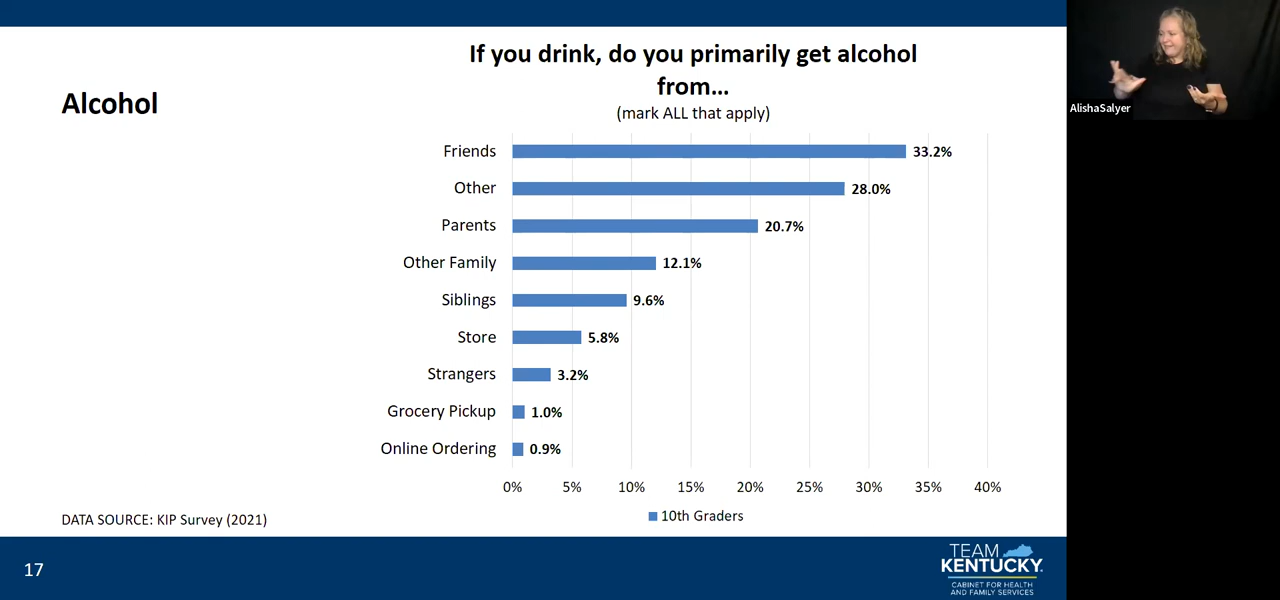 If you drink, do you primarily get alcohol
from...
(mark ALL that apply)
Alcohol
Friends 33.2%
Other 28.0%
Parents 20.7%
Other Family 12.1%
Siblings 9.6%
Store 5.8%
Strangers 3.2%
Grocery Pickup 1.0%
Online Ordering 0.9%
0% 5% 10% 15% 20% 25% 30% 35% 40%
10th Graders
DATA SOURCE: KIP Survey (2021)
17
TEAM
KENTUCKY.
CABINET FOR HEALTH
AND FAMILY SERVICES
AlishaSalyer